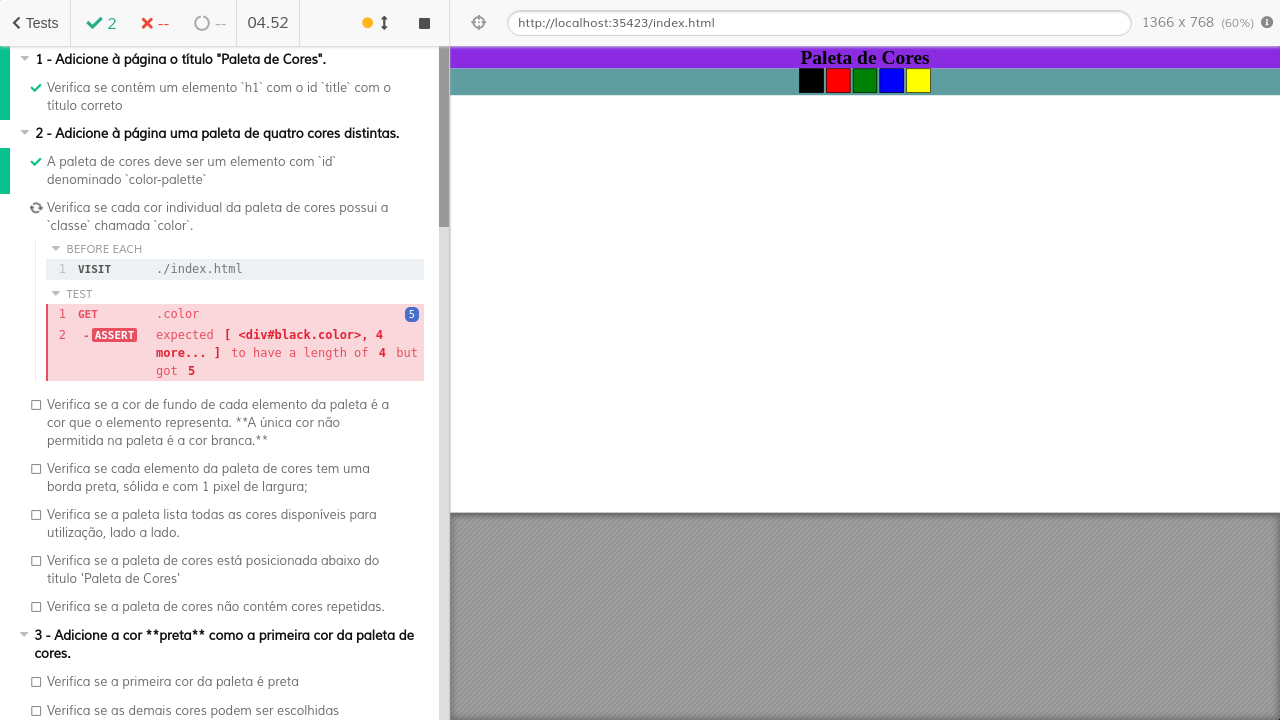 Tests
2
--
--
04.52
http://localhost:35423/index.html
1366 x 768 (60%)
1 - Adicione à página o título "Paleta de Cores".
Verifica se contém um elemento `h1` com o id `title` com o
título correto
2 - Adicione à página uma paleta de quatro cores distintas.
A paleta de cores deve ser um elemento com `id`
denominado `color-palette`
Verifica se cada cor individual da paleta de cores possui a
`classe` chamada `color`.
BEFORE EACH
1 VISIT ./index.html
TEST
1 GET .color 5
2 -ASSERT expected [ <div#black.color>, 4
more... ] to have a length of 4 but
got 5
Verifica se a cor de fundo de cada elemento da paleta é a
cor que o elemento representa. **A única cor não
permitida na paleta é a cor branca.**
Verifica se cada elemento da paleta de cores tem uma
borda preta, sólida e com 1 pixel de largura;
Verifica se a paleta lista todas as cores disponíveis para
utilização, lado a lado.
Verifica se a paleta de cores está posicionada abaixo do
título 'Paleta de Cores'
Verifica se a paleta de cores não contém cores repetidas.
3 - Adicione a cor **preta** como a primeira cor da paleta de
cores.
Verifica se a primeira cor da paleta é preta
Verifica se as demais cores podem ser escolhidas
Paleta de Cores